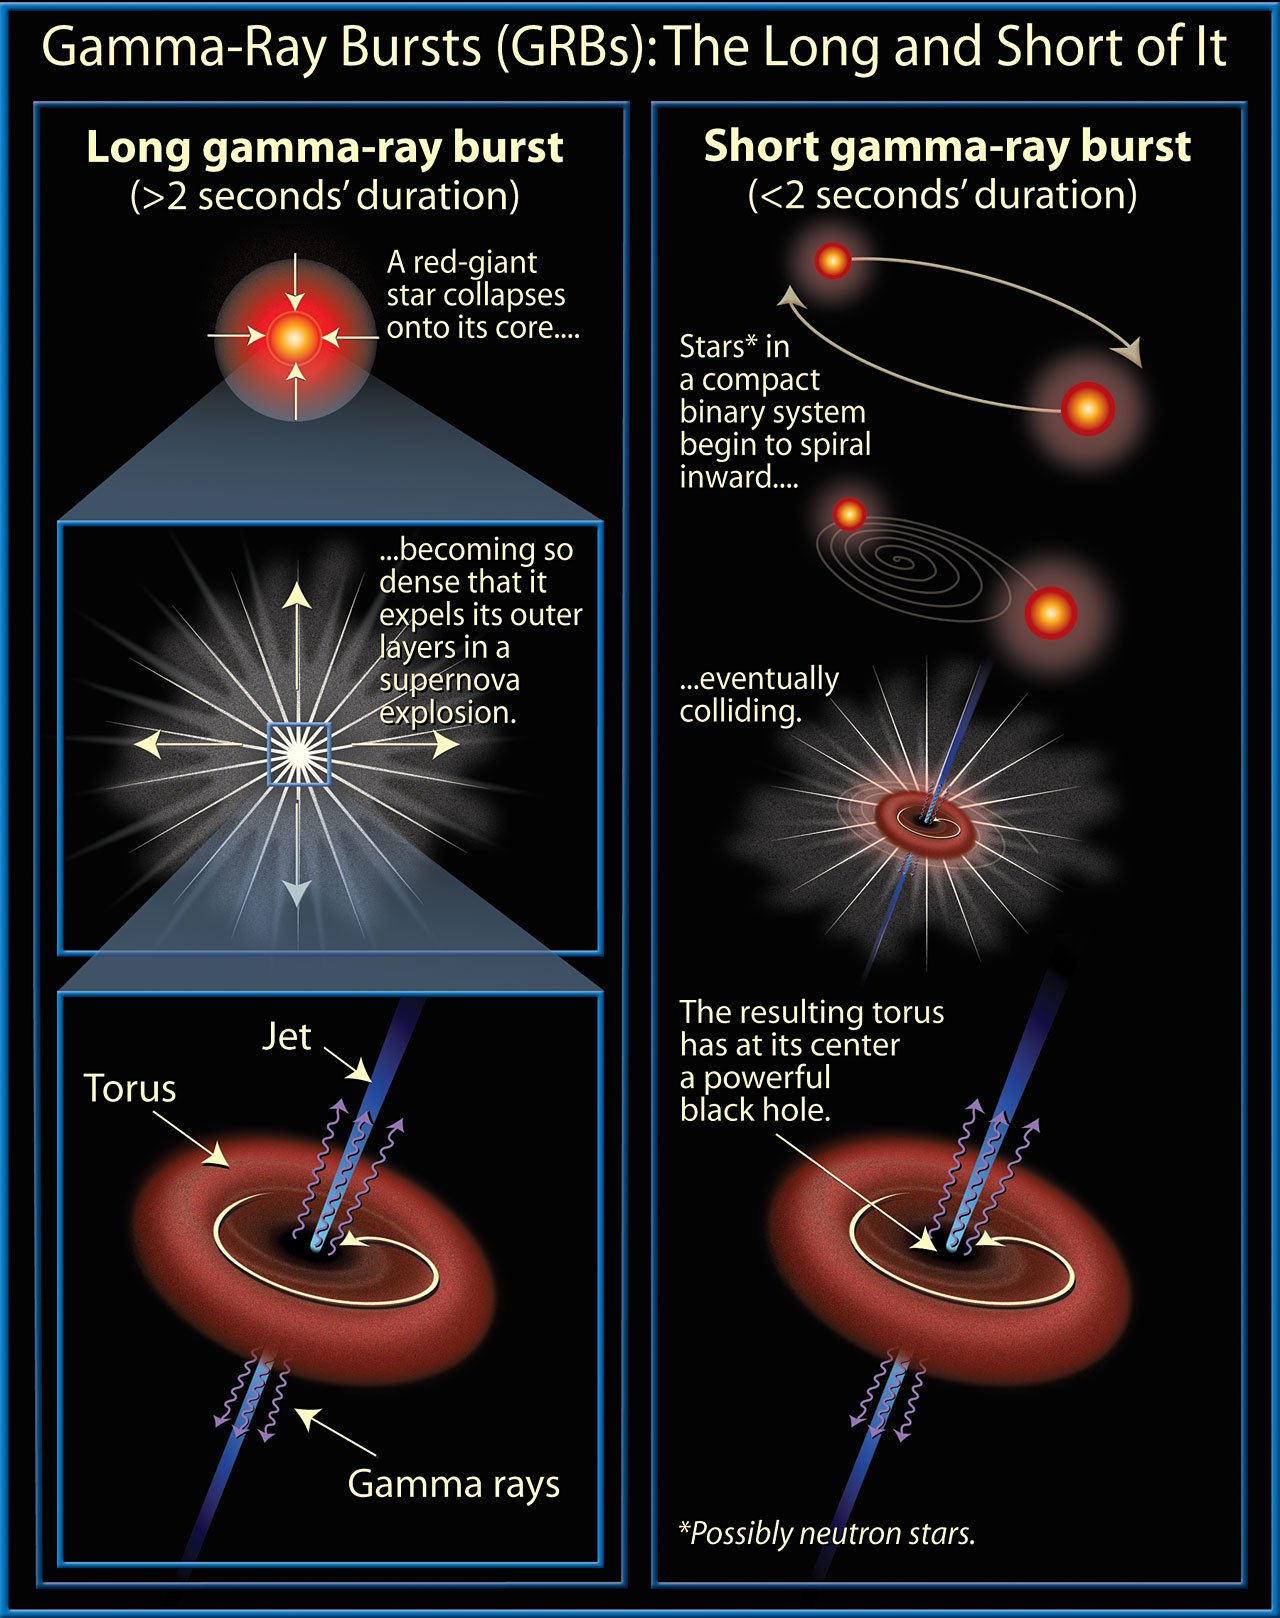 Gamma-Ray Bursts (GRBs): The Long and Short of It
Long gamma-ray burst
(>2 seconds’ duration)
A red-giant
star collapses
onto its core....
...becoming so
dense that it
expels its outer
layers in a
supernova
explosion.
Jet
Torus
Gamma rays
Short gamma-ray burst
(<2 seconds’ duration)
Stars* in
a compact
binary system
begin to spiral
inward....
...eventually
colliding.
The resulting torus
has at its center
a powerful
black hole.
*Possibly neutron stars.